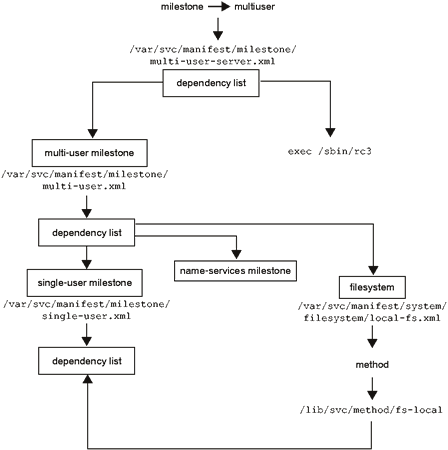 milestone multiuser
/var/svc/manifest/milestone/
multi-user-server.xml
dependency list
multi-user milestone
exec /sbin/rc3
/var/svc/manifest/milestone/
multi-user.xml
dependency list
name-services milestone
single-user milestone
filesystem
/var/svc/manifest/milestone/
single-user.xml
/var/svc/manifest/system/
filesystem/local-fs.xml
dependency list
method
/lib/svc/method/fs-local